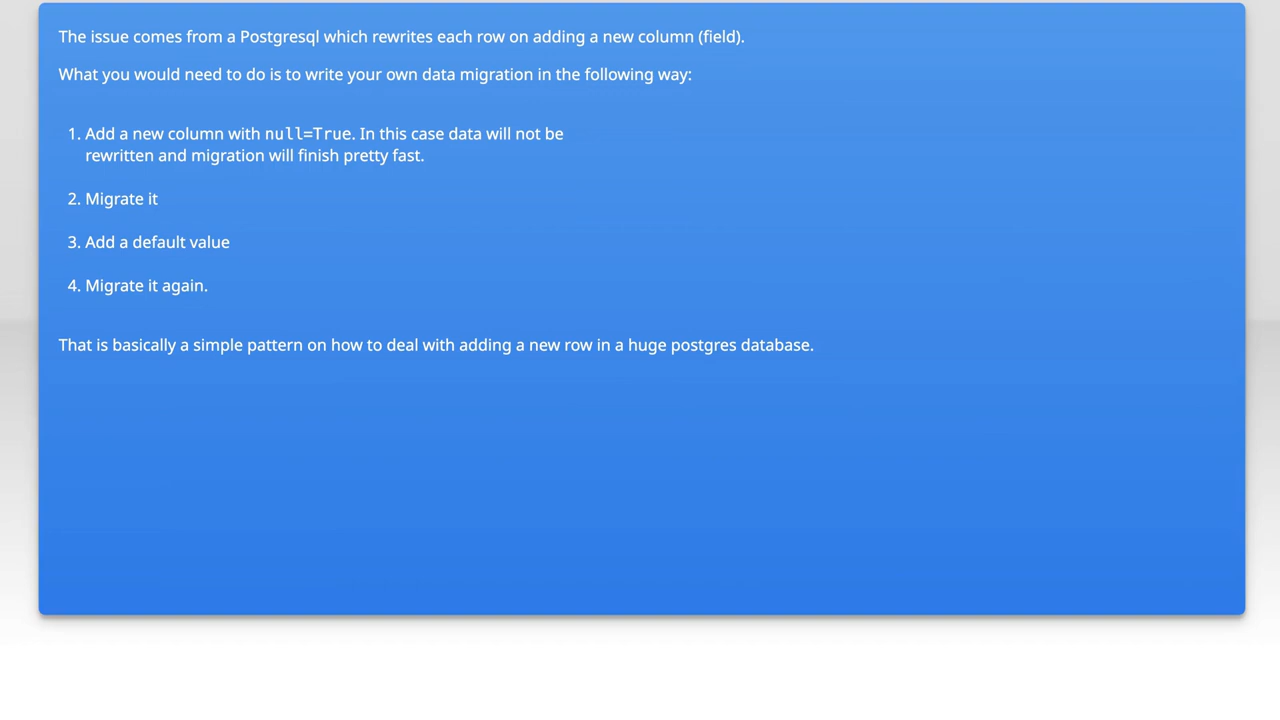 The issue comes from a Postgresql which rewrites each row on adding a new column (field).
What you would need to do is to write your own data migration in the following way:
1. Add a new column with null=True. In this case data will not be
rewritten and migration will finish pretty fast.
2. Migrate it
3. Add a default value
4. Migrate it again.
That is basically a simple pattern on how to deal with adding a new row in a huge postgres database.